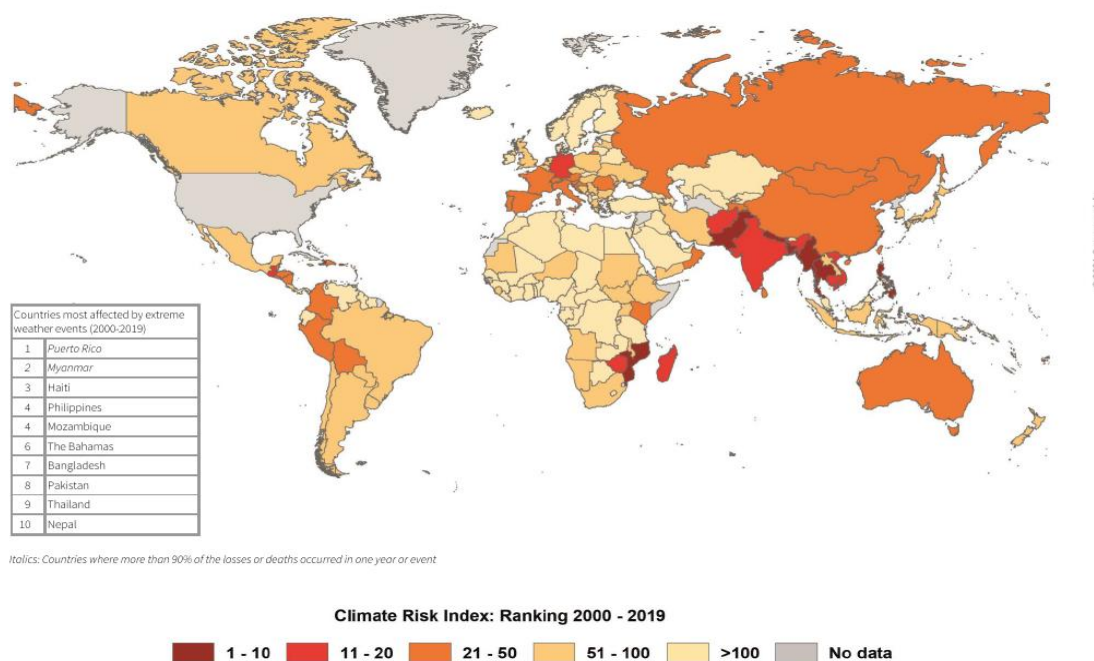 Countries most affected by extreme
weather events (2000-2019)
1 Puerto Rico
2 Myanmar
3 Haiti
4 Philippines
4 Mozambique
6 The Bahamas
7 Bangladesh
8 Pakistan
9 Thailand
10 Nepal
Italics: Countries where more than 90% of the losses or deaths occurred in one year or event
Climate Risk Index: Ranking 2000 - 2019
1 - 10 11 - 20 21 - 50 51 - 100 >100 No data